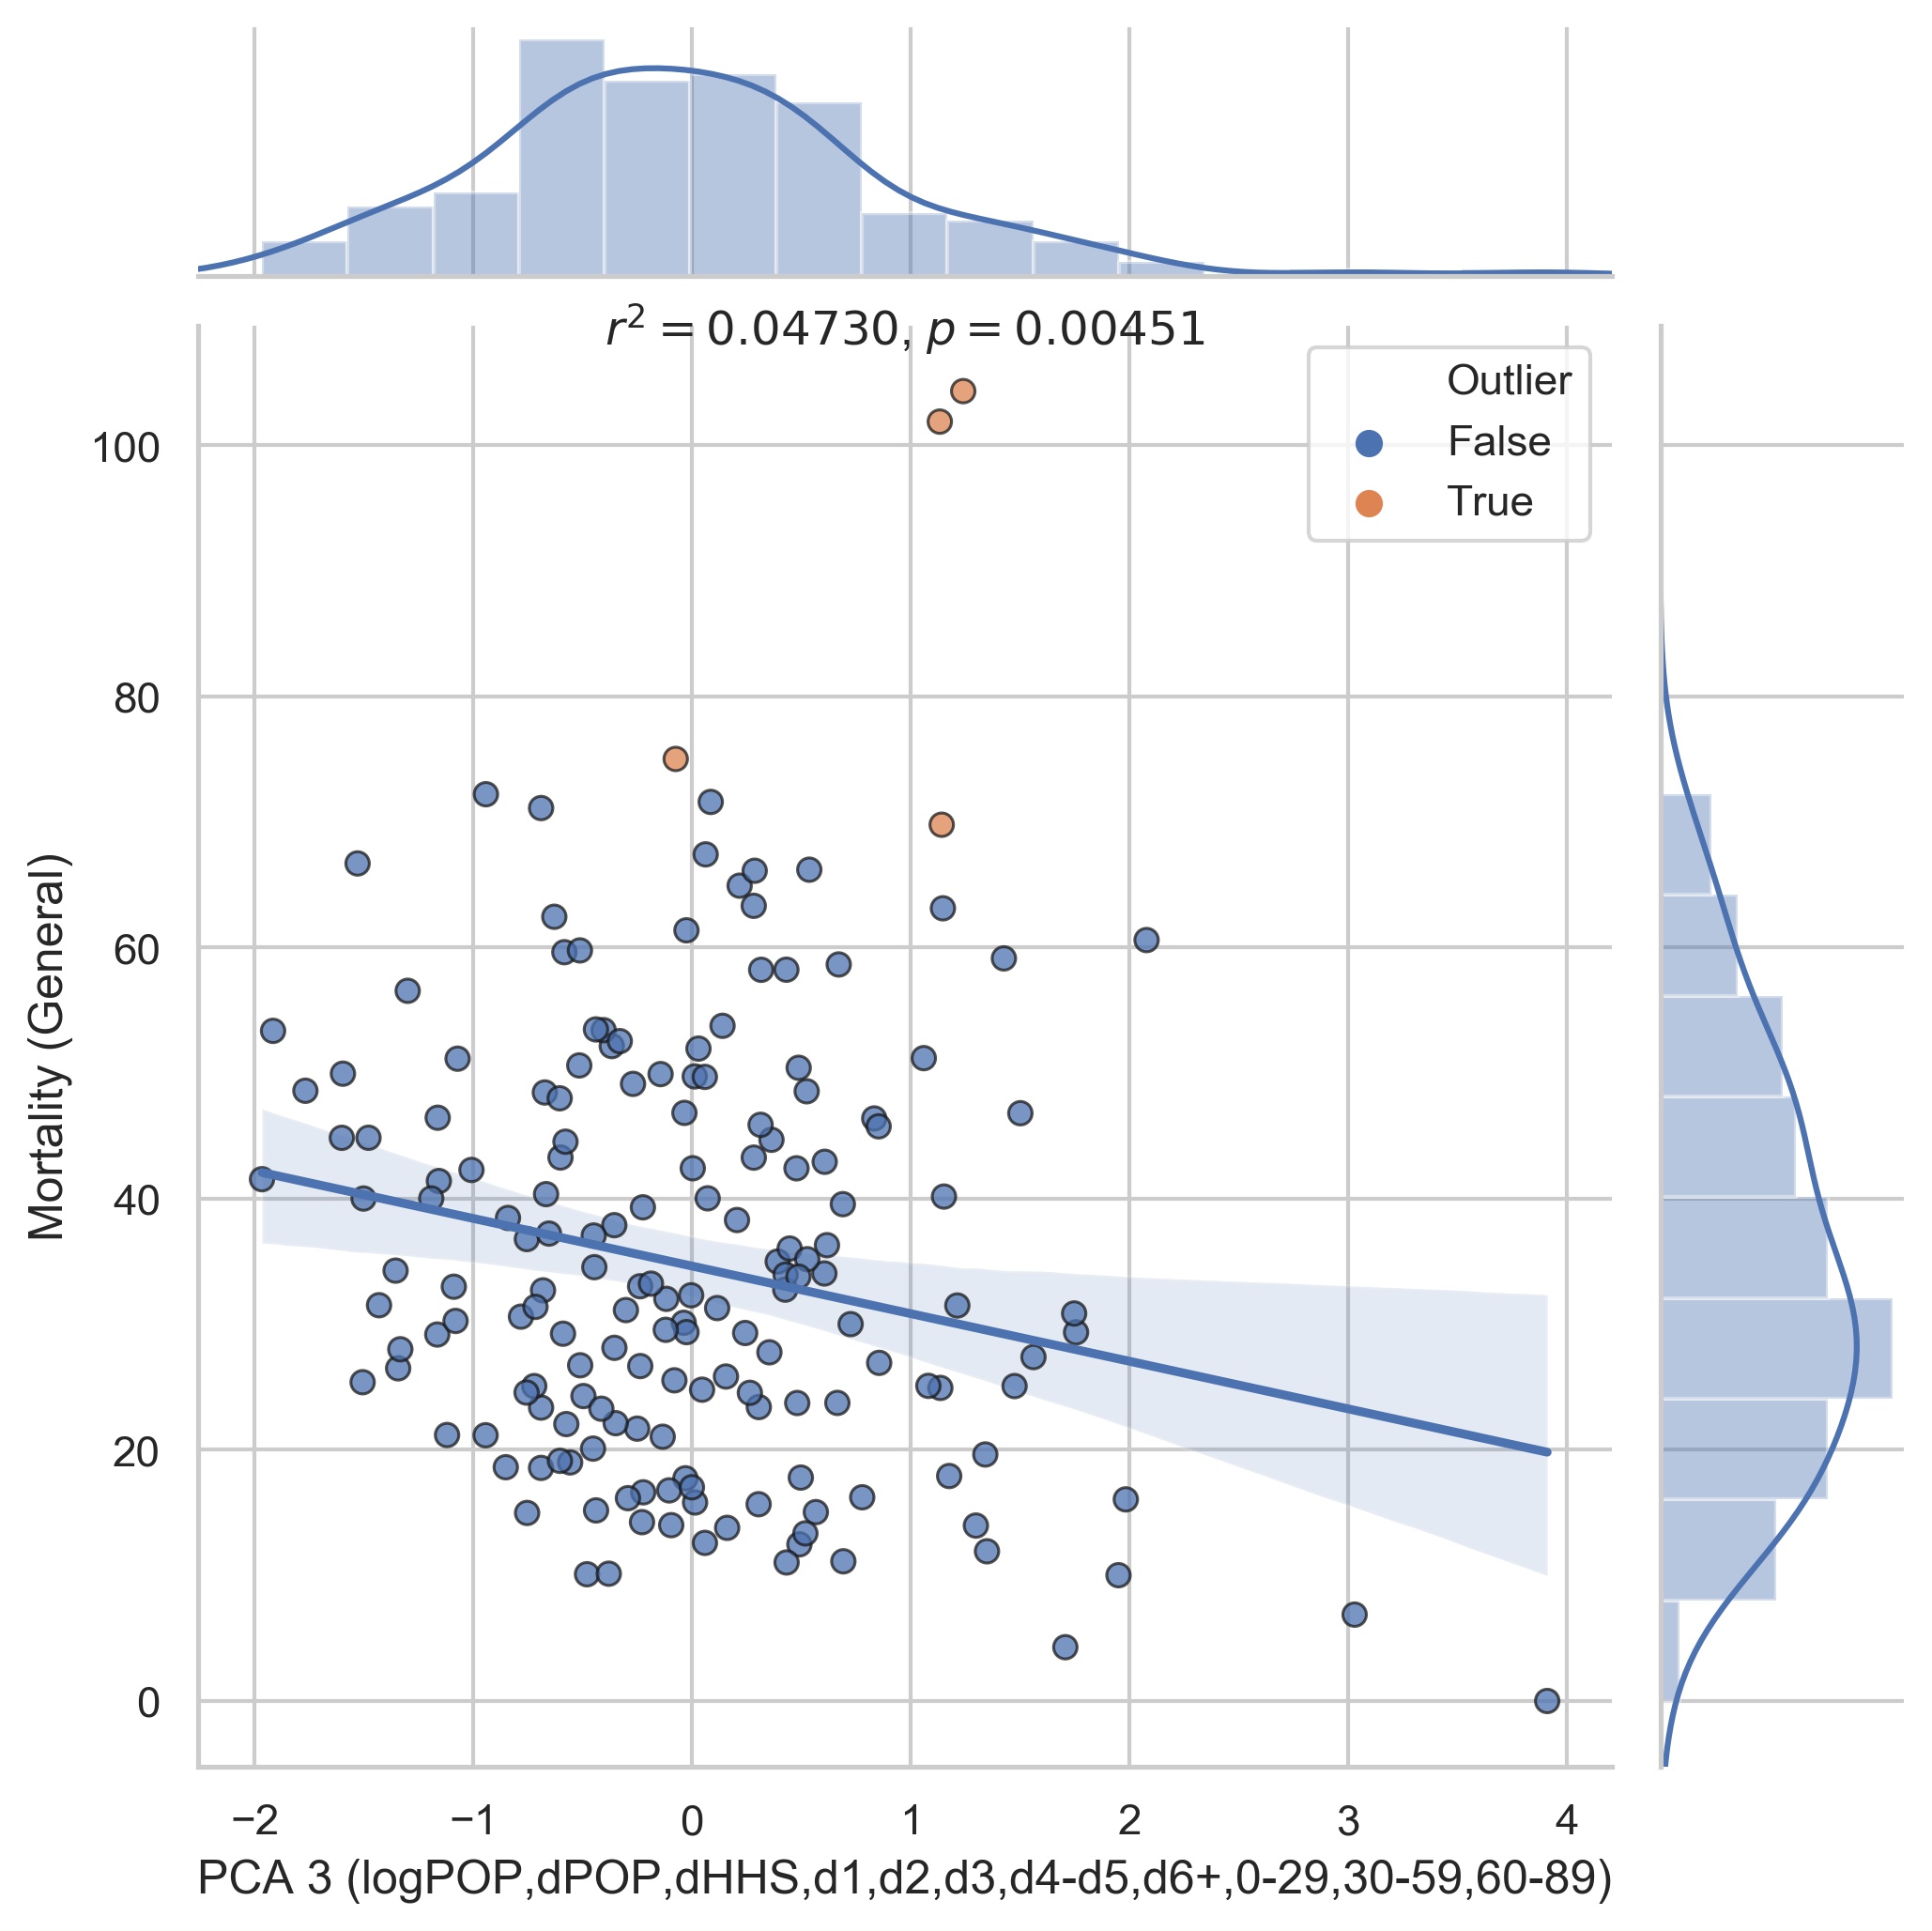 r² = 0.04730, p = 0.00451
Outlier
False
True
100
80
60
40
20
0
Mortality (General)
−2 −1 0 1 2 3 4
PCA 3 (logPOP,dPOP,dHHS,d1,d2,d3,d4-d5,d6+,0-29,30-59,60-89)